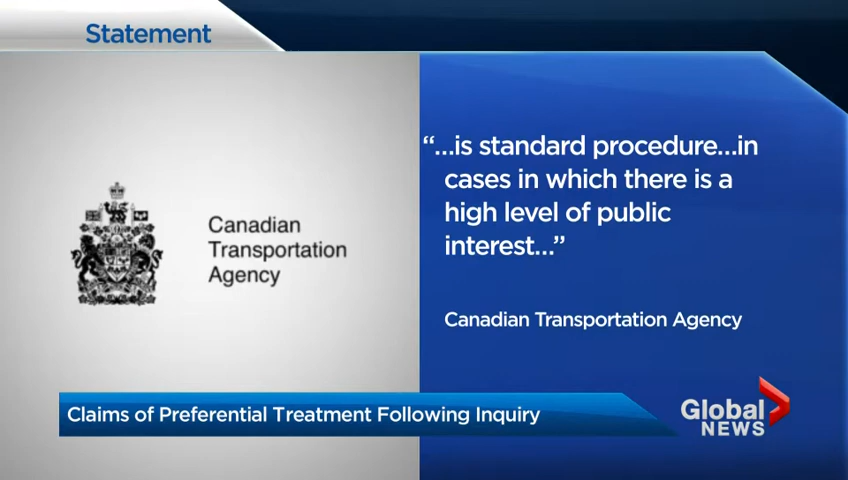 Statement
Canadian
Transportation
Agency
“...is standard procedure...in
cases in which there is a
high level of public
interest...”
Canadian Transportation Agency
Claims of Preferential Treatment Following Inquiry
Global
NEWS